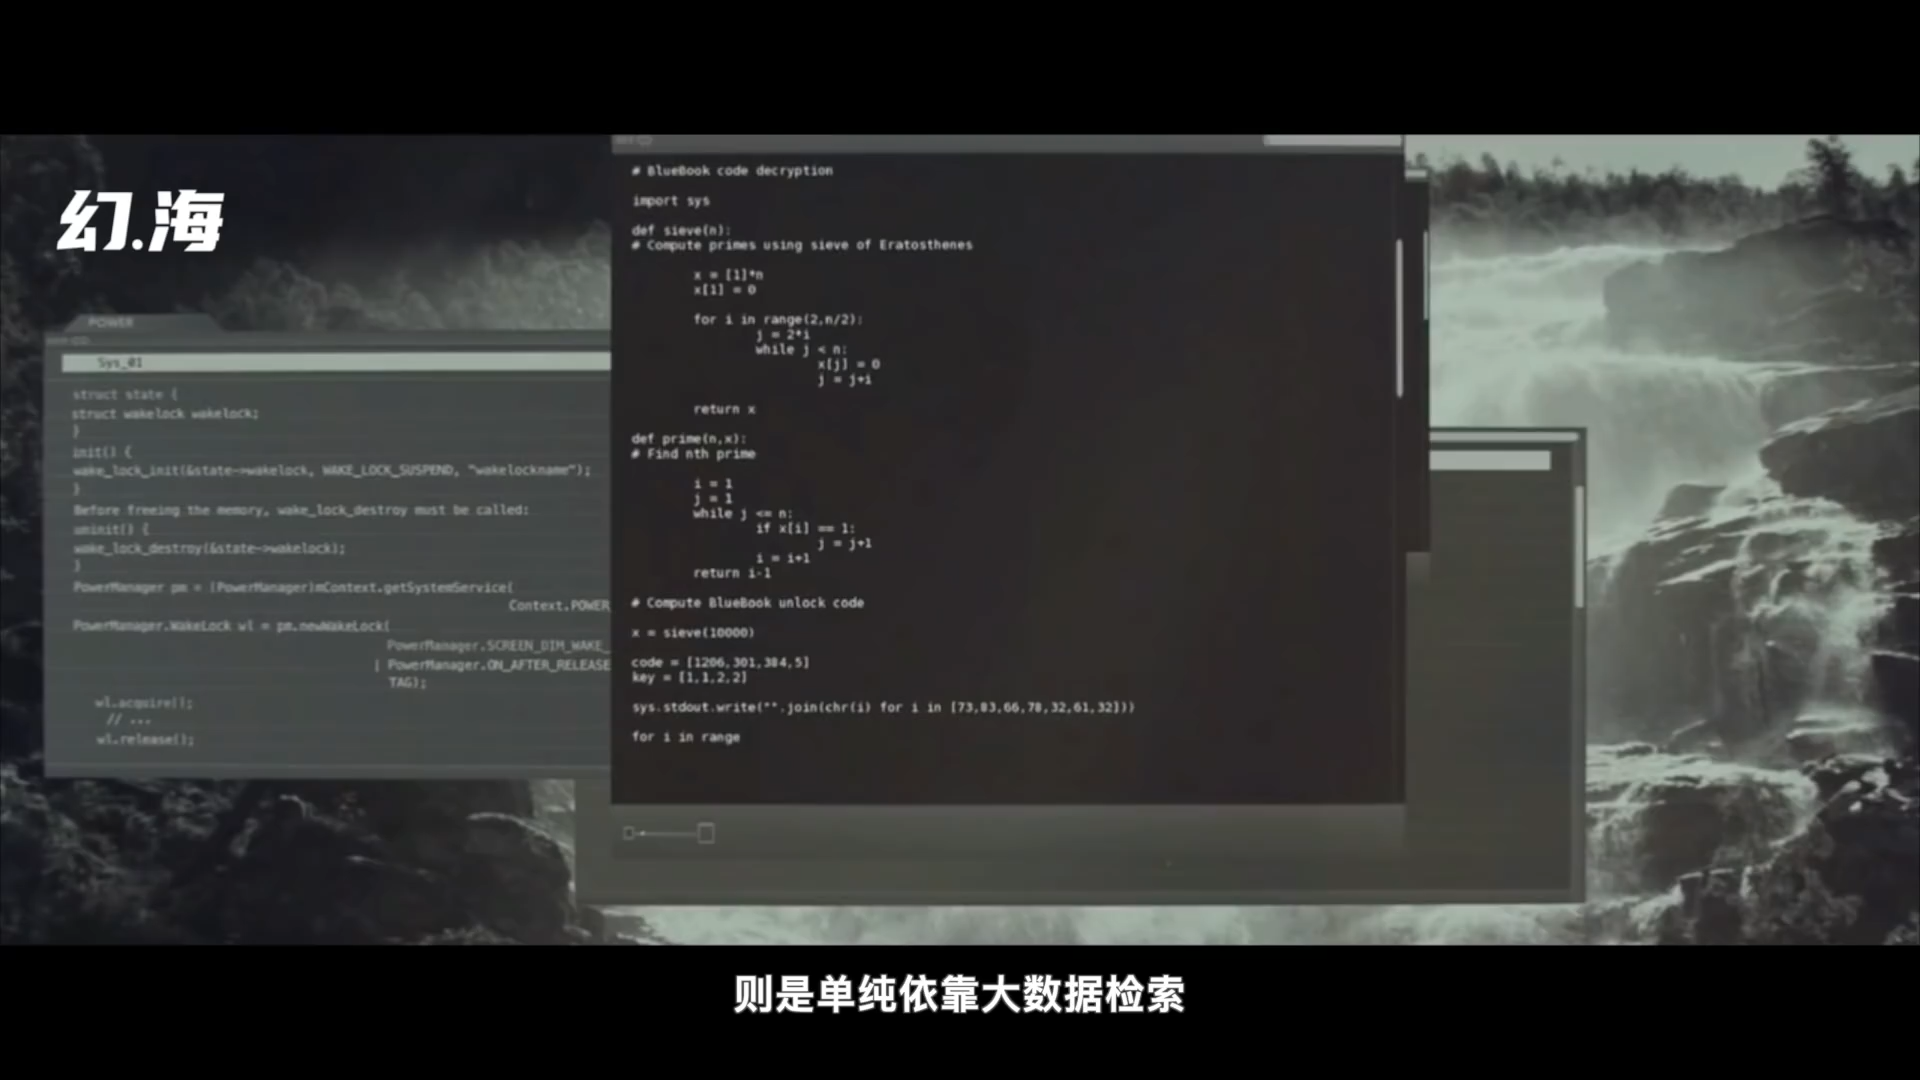 幻.海
POWER
Sys_01
struct state {
struct wakelock wakelock;
}
init() {
wake_lock_init(&state->wakelock, WAKE_LOCK_SUSPEND, "wakelockname");
}
Before freeing the memory, wake_lock_destroy must be called:
uninit() {
wake_lock_destroy(&state->wakelock);
}
PowerManager pm = (PowerManager)mContext.getSystemService(
Context.POWER
PowerManager.WakeLock wl = pm.newWakeLock(
PowerManager.SCREEN_DIM_WAKE_
| PowerManager.ON_AFTER_RELEASE
TAG);
wl.acquire();
// ...
wl.release();
# BlueBook code decryption
import sys
def sieve(n):
# Compute primes using sieve of Eratosthenes
x = [1]*n
x[1] = 0
for i in range(2,n/2):
j = 2*i
while j < n:
x[j] = 0
j = j+i
return x
def prime(n,x):
# Find nth prime
i = 1
j = 1
while j <= n:
if x[i] == 1:
j = j+1
i = i+1
return i-1
# Compute BlueBook unlock code
x = sieve(10000)
code = [1206,301,384,5]
key = [1,1,2,2]
sys.stdout.write("".join(chr(i) for i in [73,83,66,78,32,61,32]))
for i in range
则是单纯依靠大数据检索